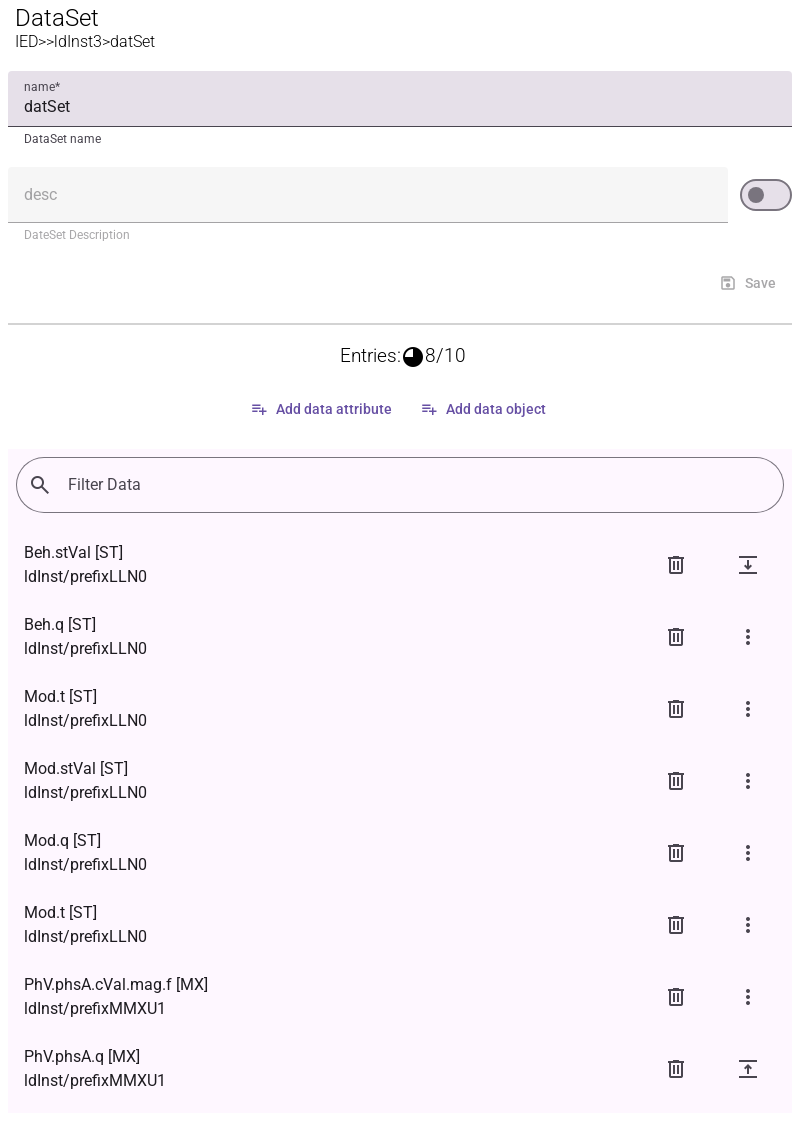 DataSet
IED>>ldInst3>datSet
name*
datSet
DataSet name
desc
DateSet Description
Save
Entries: 8/10
Add data attribute
Add data object
Filter Data
Beh.stVal [ST]
ldInst/prefixLLN0
Beh.q [ST]
ldInst/prefixLLN0
Mod.t [ST]
ldInst/prefixLLN0
Mod.stVal [ST]
ldInst/prefixLLN0
Mod.q [ST]
ldInst/prefixLLN0
Mod.t [ST]
ldInst/prefixLLN0
PhV.phsA.cVal.mag.f [MX]
ldInst/prefixMMXU1
PhV.phsA.q [MX]
ldInst/prefixMMXU1